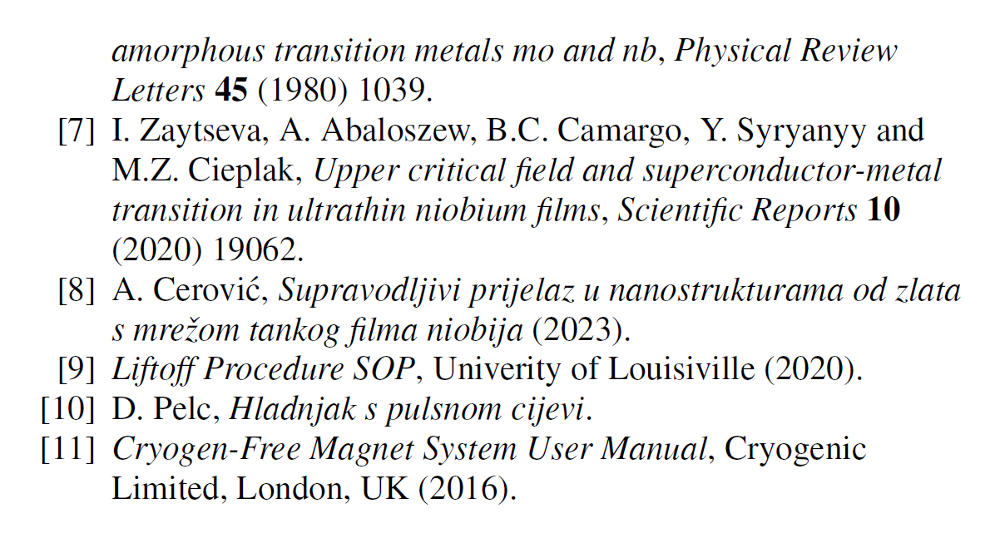 amorphous transition metals mo and nb, Physical Review
Letters 45 (1980) 1039.
[7] I. Zaytseva, A. Abaloszew, B.C. Camargo, Y. Syryanyy and
M.Z. Cieplak, Upper critical field and superconductor-metal
transition in ultrathin niobium films, Scientific Reports 10
(2020) 19062.
[8] A. Cerović, Supravodljivi prijelaz u nanostrukturama od zlata
s mrežom tankog filma niobija (2023).
[9] Liftoff Procedure SOP, Univerity of Louisiville (2020).
[10] D. Pelc, Hladnjak s pulsnom cijevi.
[11] Cryogen-Free Magnet System User Manual, Cryogenic
Limited, London, UK (2016).